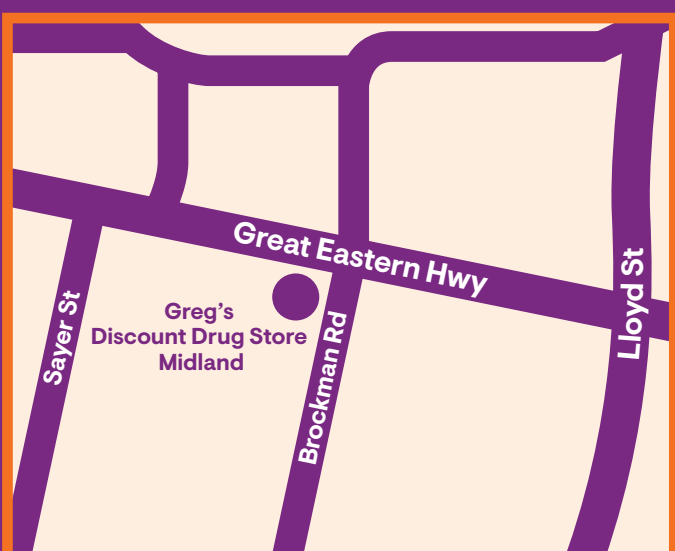 Great Eastern Hwy
Lloyd St
Sayer St
Greg's
Discount Drug Store
Midland
Brockman Rd